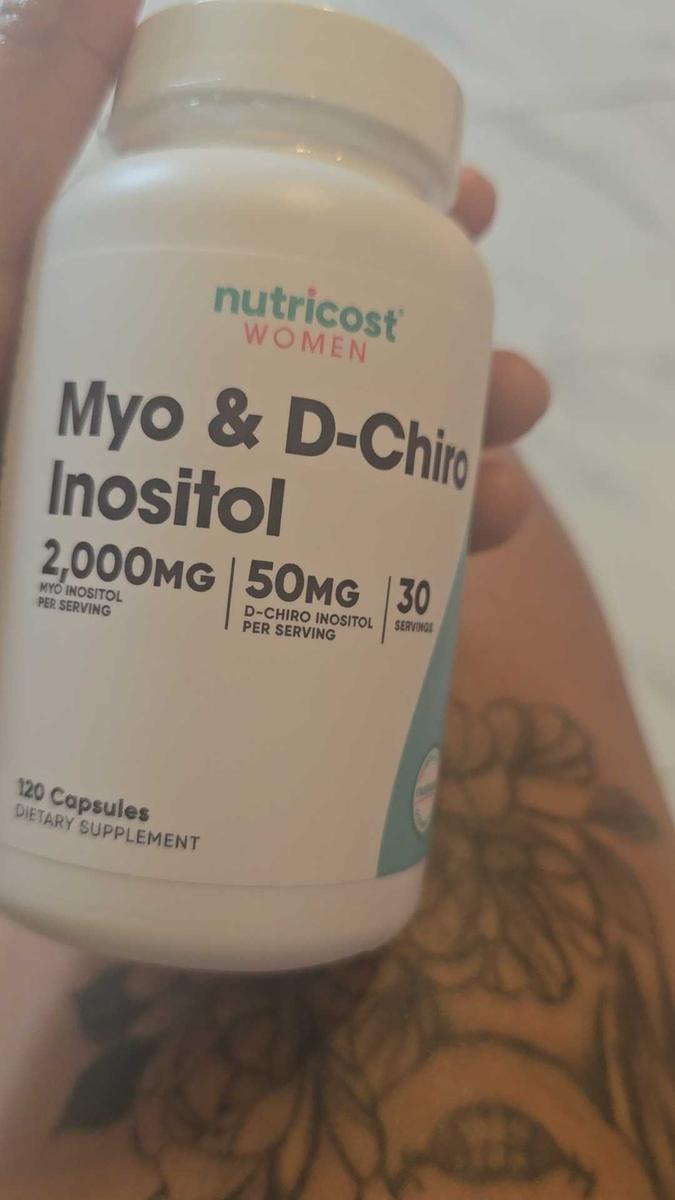 nutricost®
WOMEN
Myo & D-Chiro
Inositol
2,000MG
MYO INOSITOL
PER SERVING
50MG
D-CHIRO INOSITOL
PER SERVING
30
SERVINGS
120 Capsules
DIETARY SUPPLEMENT